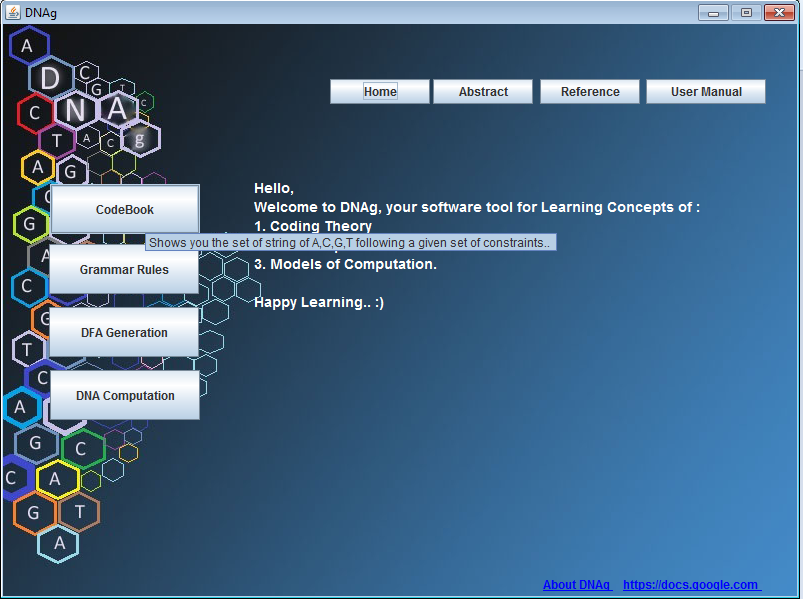 DNAg
A
D
C
G
T
C
N
A
C
T
A
C
g
A
G
Home
Abstract
Reference
User Manual
CodeBook
G
Shows you the set of string of A,C,G,T following a given set of constraints..
A
Grammar Rules
C
G
DFA Generation
T
C
DNA Computation
A
G
C
C
A
G
T
A
Hello,
Welcome to DNAg, your software tool for Learning Concepts of :
1. Coding Theory
3. Models of Computation.
Happy Learning.. :)
About DNAg
https://docs.google.com